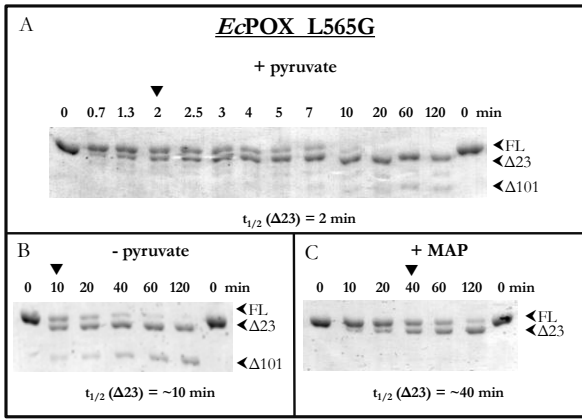 A
EcPOX L565G
+ pyruvate
0 0.7 1.3 2 2.5 3 4 5 7 10 20 60 120 0 min
FL
Δ23
Δ101
t1/2 (Δ23) = 2 min
B
- pyruvate
0 10 20 40 60 120 0 min
FL
Δ23
Δ101
t1/2 (Δ23) = ~10 min
C
+ MAP
0 10 20 40 60 120 0 min
FL
Δ23
t1/2 (Δ23) = ~40 min